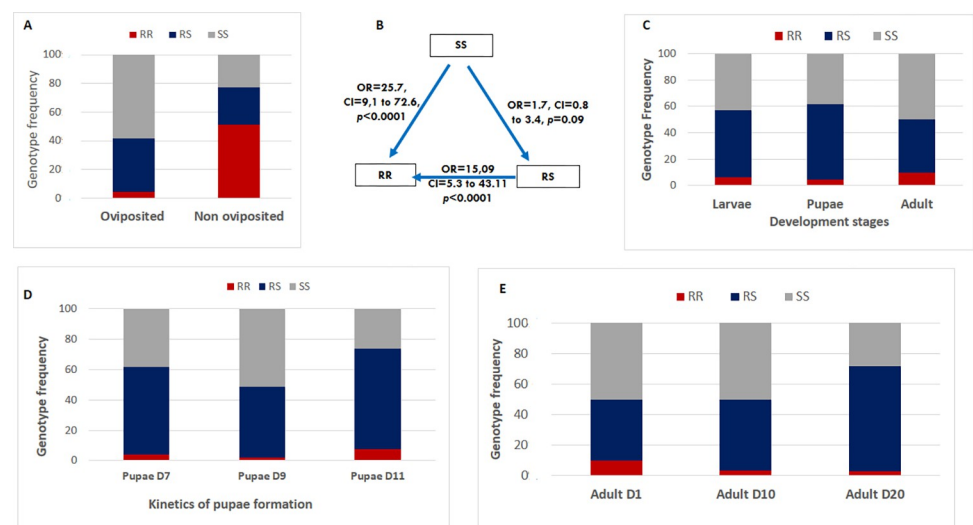 A
RR RS SS
100
80
60
40
20
0
Genotype frequency
Oviposited Non oviposited
B
SS
OR=25.7,
CI=9,1 to 72.6,
p<0.0001
OR=1.7, CI=0.8
to 3.4, p=0.09
RR
OR=15,09
CI=5.3 to 43.11
p<0.0001
RS
C
RR RS SS
100
80
60
40
20
0
Genotype Frequency
Larvae Pupae Adult
Development stages
D
RR RS SS
100
80
60
40
20
0
Genotype frequency
Pupae D7 Pupae D9 Pupae D11
Kinetics of pupae formation
E
RR RS SS
100
80
60
40
20
0
Genotype frequency
Adult D1 Adult D10 Adult D20